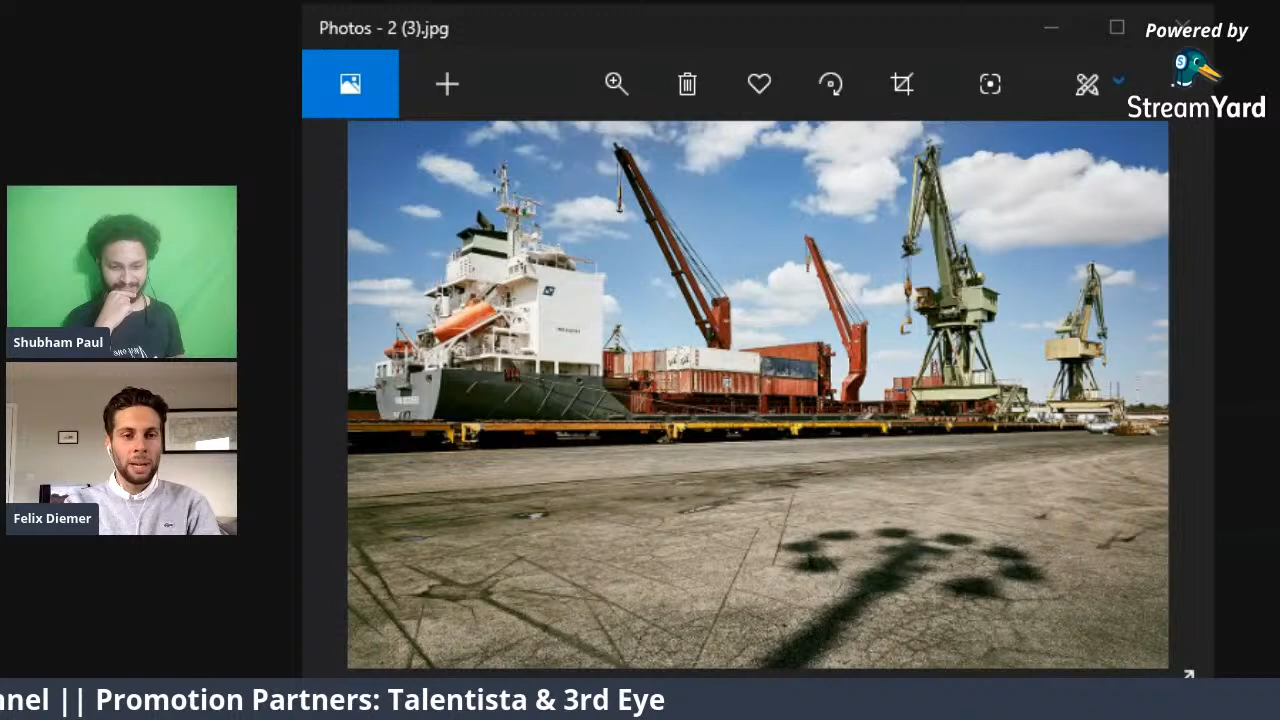 Photos - 2 (3).jpg
Powered by
StreamYard
Shubham Paul
Felix Diemer
nnel || Promotion Partners: Talentista & 3rd Eye